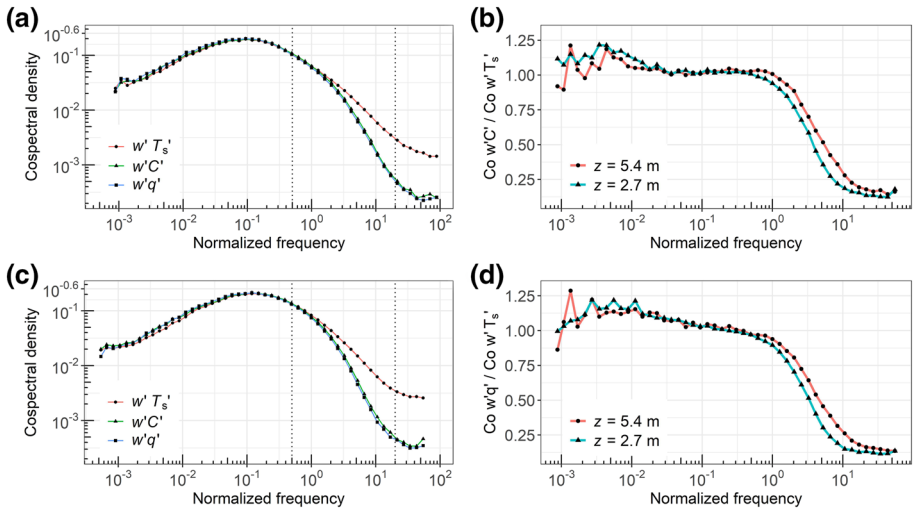 (a)
Cospectral density
10^-0.6
10^-1
10^-2
10^-3
w' T_s'
w'C'
w'q'
10^-3 10^-2 10^-1 10^0 10^1 10^2
Normalized frequency
(b)
Co w'C' / Co w' T_s'
1.25
1.00
0.75
0.50
0.25
z = 5.4 m
z = 2.7 m
10^-3 10^-2 10^-1 10^0 10^1
Normalized frequency
(c)
Cospectral density
10^-0.6
10^-1
10^-2
10^-3
w' T_s'
w'C'
w'q'
10^-3 10^-2 10^-1 10^0 10^1 10^2
Normalized frequency
(d)
Co w'q' / Co w'T_s'
1.25
1.00
0.75
0.50
0.25
z = 5.4 m
z = 2.7 m
10^-3 10^-2 10^-1 10^0 10^1
Normalized frequency